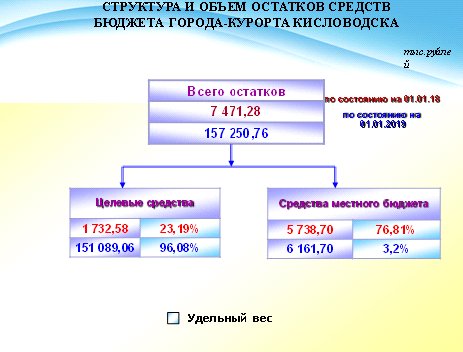 СТРУКТУРА И ОБЪЕМ ОСТАТКОВ СРЕДСТВ
БЮДЖЕТА ГОРОДА-КУРОРТА КИСЛОВОДСКА
тыс.рубле
й
Всего остатков
7 471,28
157 250,76
по состоянию на 01.01.18
по состоянию на
01.01.2019
Целевые средства
1 732,58 23,19%
151 089,06 96,08%
Средства местного бюджета
5 738,70 76,81%
6 161,70 3,2%
Удельный вес